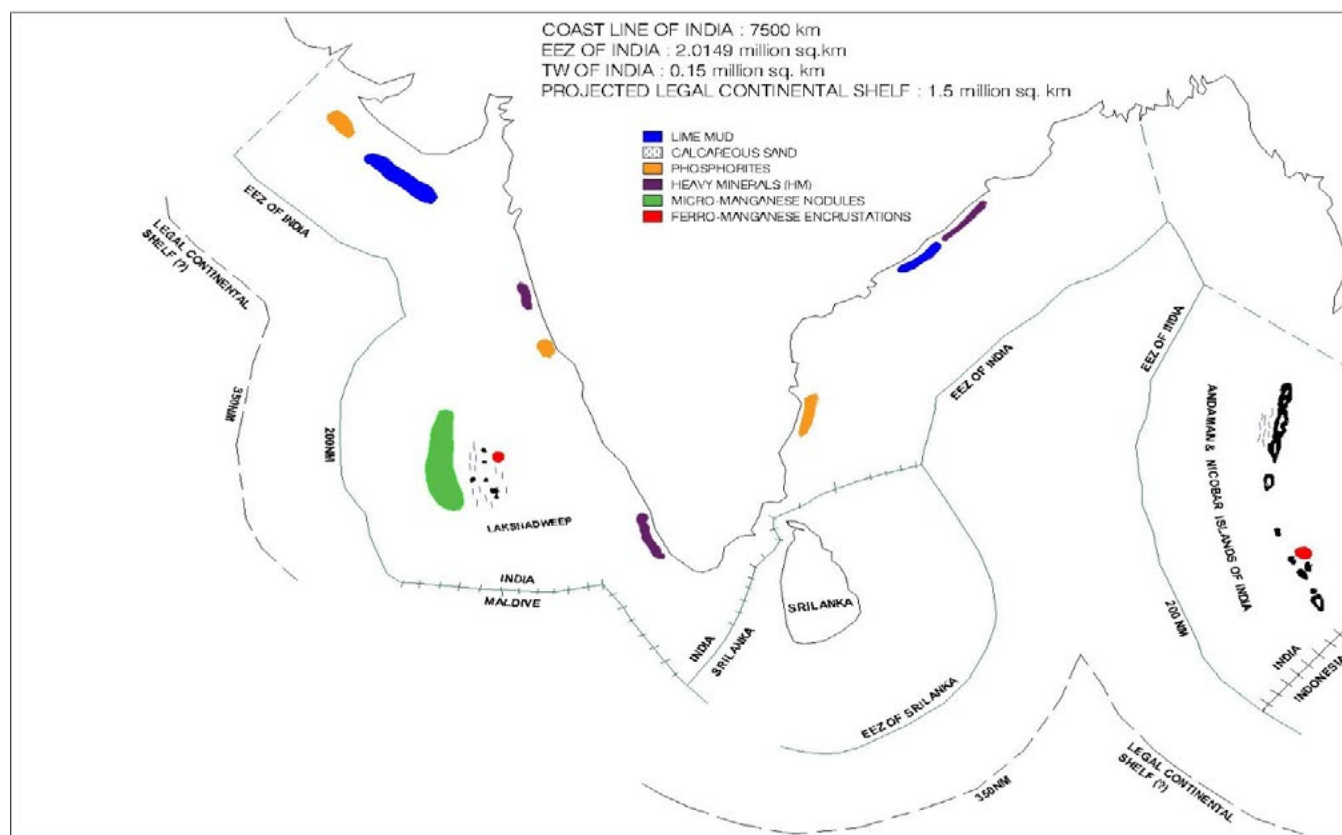 COAST LINE OF INDIA : 7500 km
EEZ OF INDIA : 2.0149 million sq.km
TW OF INDIA : 0.15 million sq. km
PROJECTED LEGAL CONTINENTAL SHELF : 1.5 million sq. km
LIME MUD
CALCAREOUS SAND
PHOSPHORITES
HEAVY MINERALS (HM)
MICRO-MANGANESE NODULES
FERRO-MANGANESE ENCRUSTATIONS
EEZ OF INDIA
LEGAL CONTINENTAL
SHELF (?)
350NM
200NM
LAKSHADWEEP
INDIA
MALDIVE
INDIA
SRILANKA
SRILANKA
EEZ OF SRILANKA
EEZ OF INDIA
EEZ OF INDIA
ANDAMAN & NICOBAR ISLANDS OF INDIA
200 NM
INDIA
INDONESIA
350NM
LEGAL CONTINENTAL
SHELF (?)